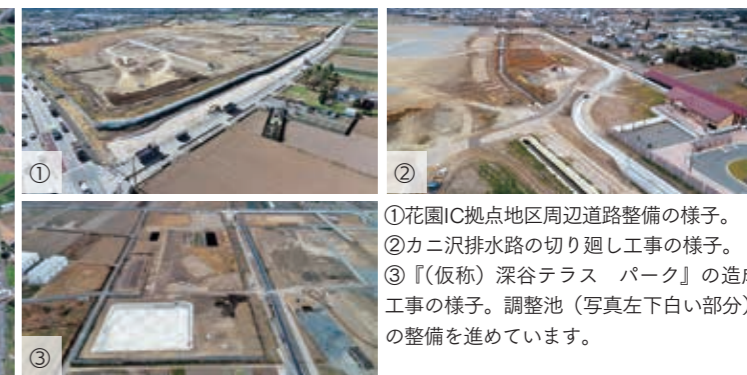 ①
②
③
①花園IC拠点地区周辺道路整備の様子。
②カニ沢排水路の切り廻し工事の様子。
③『(仮称)深谷テラス　パーク』の造成
工事の様子。調整池(写真左下白い部分)
の整備を進めています。